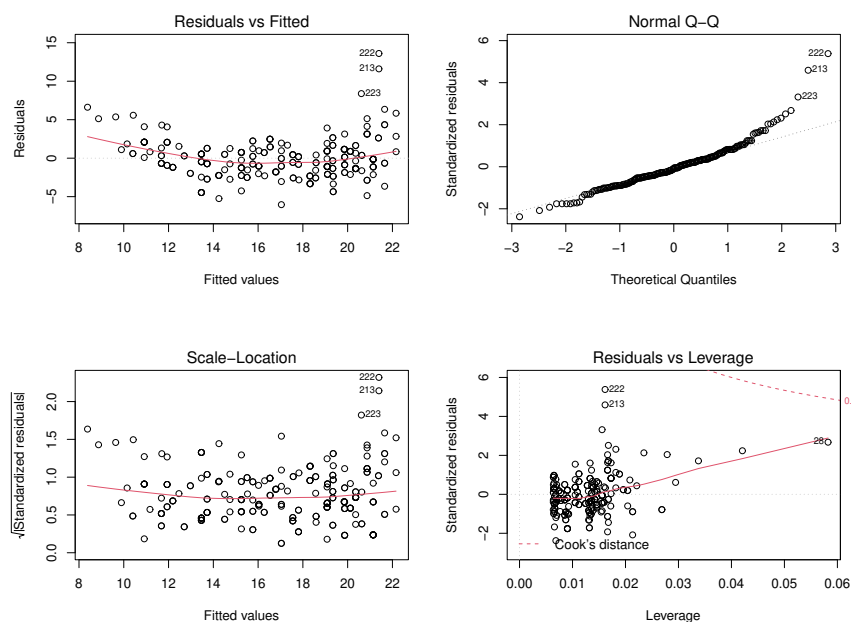 Residuals vs Fitted
Residuals
15
10
5
0
−5
222
213
223
8 10 12 14 16 18 20 22
Fitted values
Normal Q−Q
Standardized residuals
6
4
2
0
−2
222
213
223
−3 −2 −1 0 1 2 3
Theoretical Quantiles
Scale−Location
√|Standardized residuals|
2.0
1.5
1.0
0.5
0.0
222
213
223
8 10 12 14 16 18 20 22
Fitted values
Residuals vs Leverage
Standardized residuals
6
4
2
0
−2
222
213
28
Cook's distance
0.00 0.01 0.02 0.03 0.04 0.05 0.06
Leverage